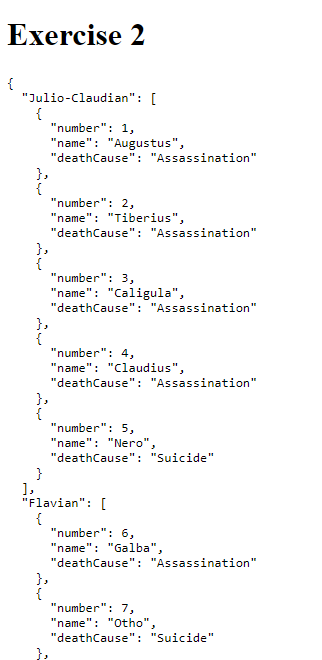 Exercise 2
{
  "Julio-Claudian": [
    {
      "number": 1,
      "name": "Augustus",
      "deathCause": "Assassination"
    },
    {
      "number": 2,
      "name": "Tiberius",
      "deathCause": "Assassination"
    },
    {
      "number": 3,
      "name": "Caligula",
      "deathCause": "Assassination"
    },
    {
      "number": 4,
      "name": "Claudius",
      "deathCause": "Assassination"
    },
    {
      "number": 5,
      "name": "Nero",
      "deathCause": "Suicide"
    }
  ],
  "Flavian": [
    {
      "number": 6,
      "name": "Galba",
      "deathCause": "Assassination"
    },
    {
      "number": 7,
      "name": "Otho",
      "deathCause": "Suicide"
    },